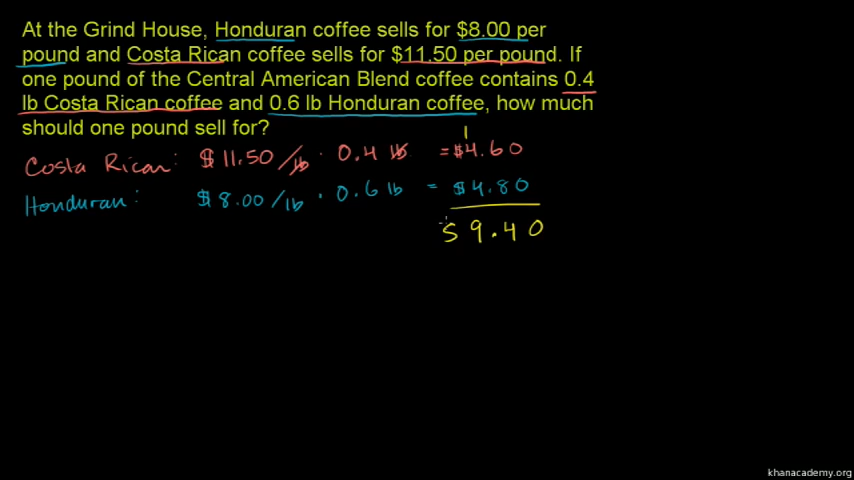 At the Grind House, Honduran coffee sells for $8.00 per
pound and Costa Rican coffee sells for $11.50 per pound. If
one pound of the Central American Blend coffee contains 0.4
lb Costa Rican coffee and 0.6 lb Honduran coffee, how much
should one pound sell for?
1
Costa Rican: $11.50/lb · 0.4 lb = $4.60
Honduran: $8.00/lb · 0.6 lb = $4.80
$9.40
khanacademy.org